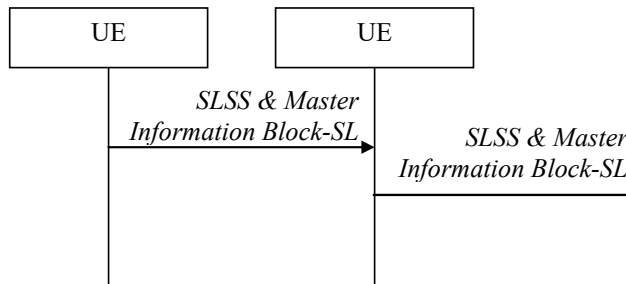 UE
UE
SLSS & Master
Information Block-SL
SLSS & Master
Information Block-SL